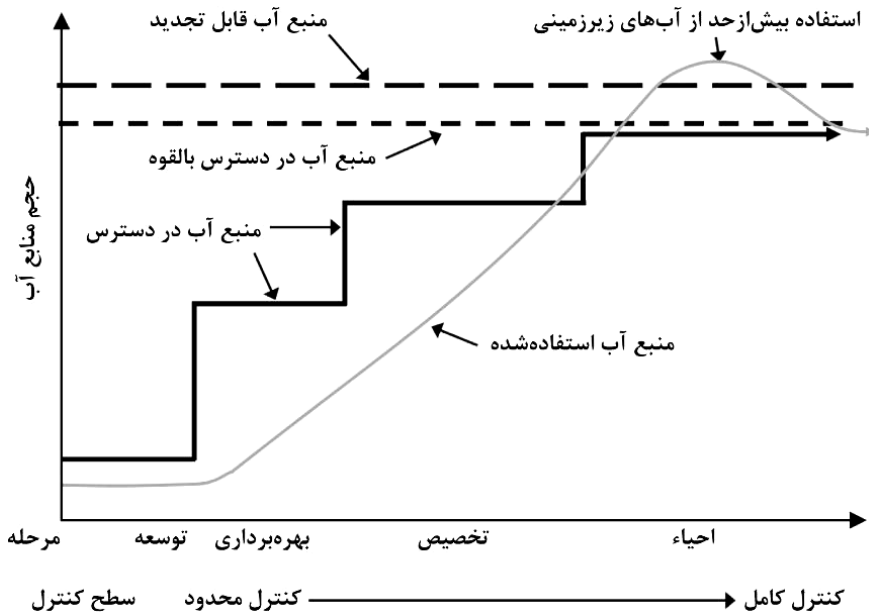 استفاده بیش‌ازحد از آب‌های زیرزمینی
منبع آب قابل تجدید
منبع آب در دسترس بالقوه
منبع آب در دسترس
منبع آب استفاده‌شده
حجم منابع آب
مرحله توسعه بهره‌برداری تخصیص احیاء
سطح کنترل کنترل محدود کنترل کامل